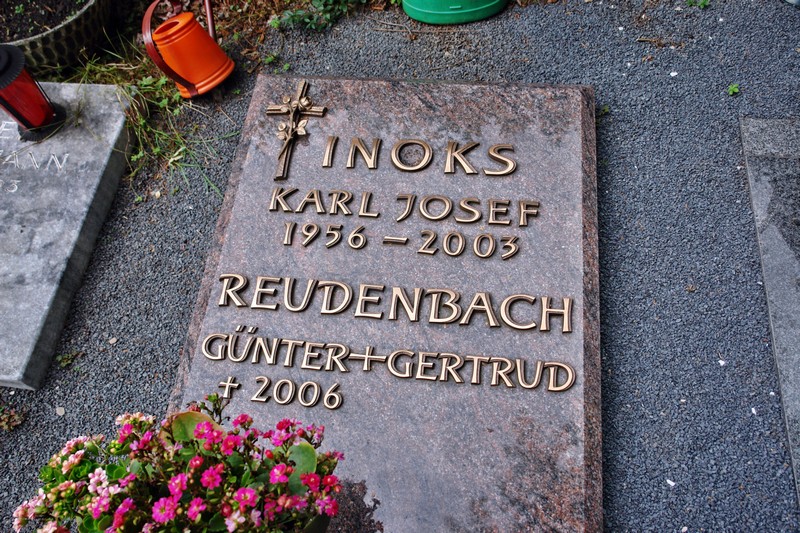 INOKS
KARL JOSEF
1956 – 2003
REUDENBACH
GÜNTER + GERTRUD
† 2006